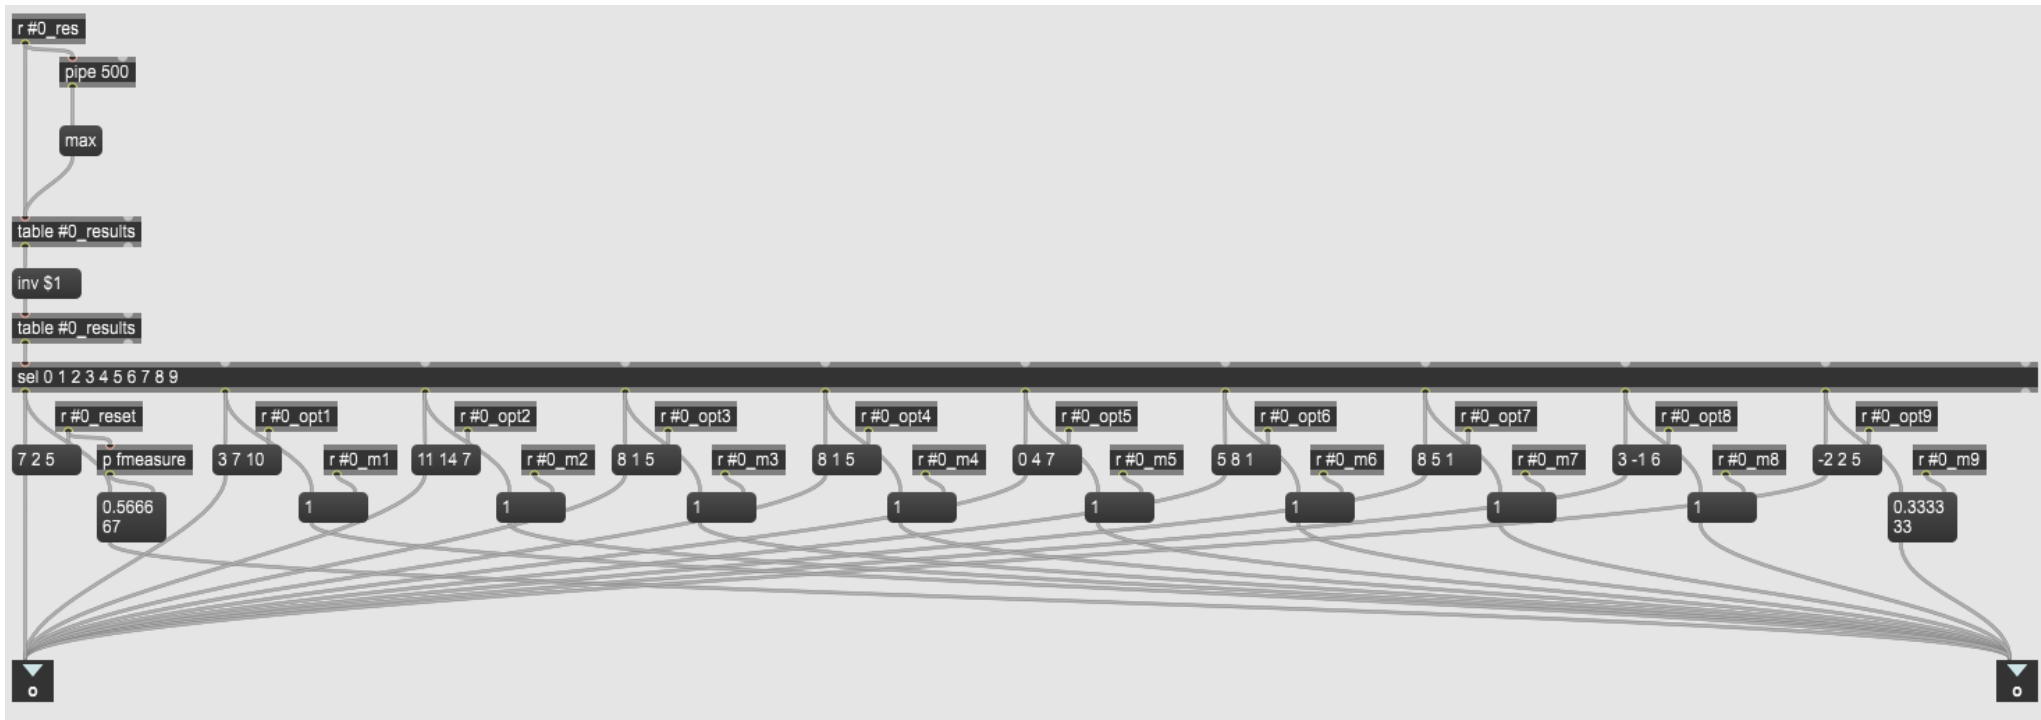 r #0_res
pipe 500
max
table #0_results
inv $1
table #0_results
sel 0 1 2 3 4 5 6 7 8 9
r #0_reset
r #0_opt1
r #0_opt2
r #0_opt3
r #0_opt4
r #0_opt5
r #0_opt6
r #0_opt7
r #0_opt8
r #0_opt9
7 2 5
p fmeasure
3 7 10
r #0_m1
11 14 7
r #0_m2
8 1 5
r #0_m3
8 1 5
r #0_m4
0 4 7
r #0_m5
5 8 1
r #0_m6
8 5 1
r #0_m7
3 -1 6
r #0_m8
-2 2 5
r #0_m9
0.5666
67
1
1
1
1
1
1
1
1
0.3333
33
o
o